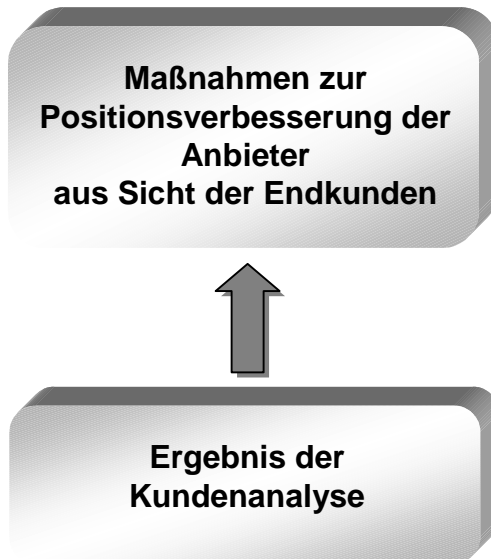 Maßnahmen zur
Positionsverbesserung der
Anbieter
aus Sicht der Endkunden
Ergebnis der
Kundenanalyse